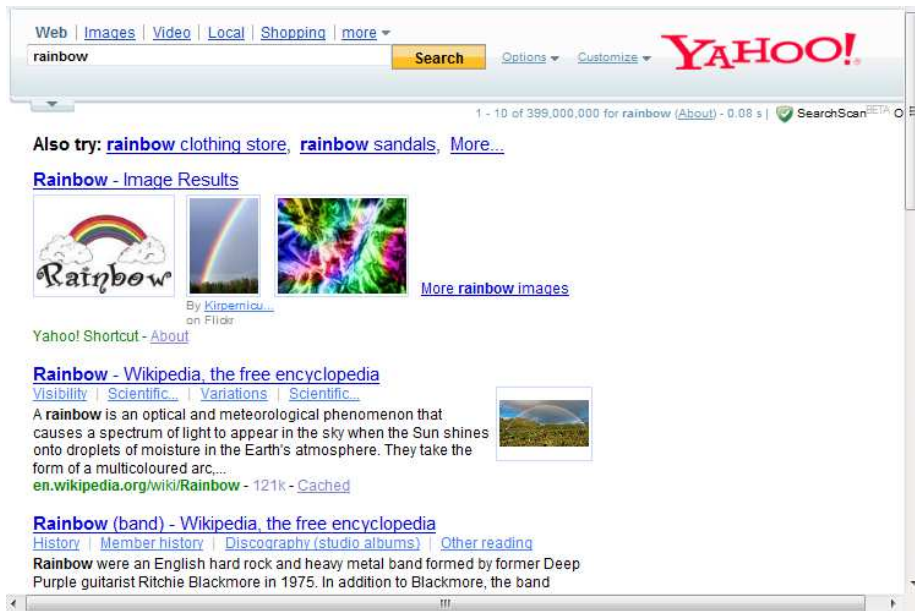 Web | Images | Video | Local | Shopping | more
rainbow
Search
Options
Customize
YAHOO!
1 - 10 of 399,000,000 for rainbow (About) - 0.08 s | SearchScan BETA
Also try: rainbow clothing store, rainbow sandals, More...
Rainbow - Image Results
Rainbow
More rainbow images
By Kirpernicu...
on Flickr
Yahoo! Shortcut - About
Rainbow - Wikipedia, the free encyclopedia
Visibility | Scientific... | Variations | Scientific...
A rainbow is an optical and meteorological phenomenon that
causes a spectrum of light to appear in the sky when the Sun shines
onto droplets of moisture in the Earth's atmosphere. They take the
form of a multicoloured arc,...
en.wikipedia.org/wiki/Rainbow - 121k - Cached
Rainbow (band) - Wikipedia, the free encyclopedia
History | Member history | Discography (studio albums) | Other reading
Rainbow were an English hard rock and heavy metal band formed by former Deep
Purple guitarist Ritchie Blackmore in 1975. In addition to Blackmore, the band